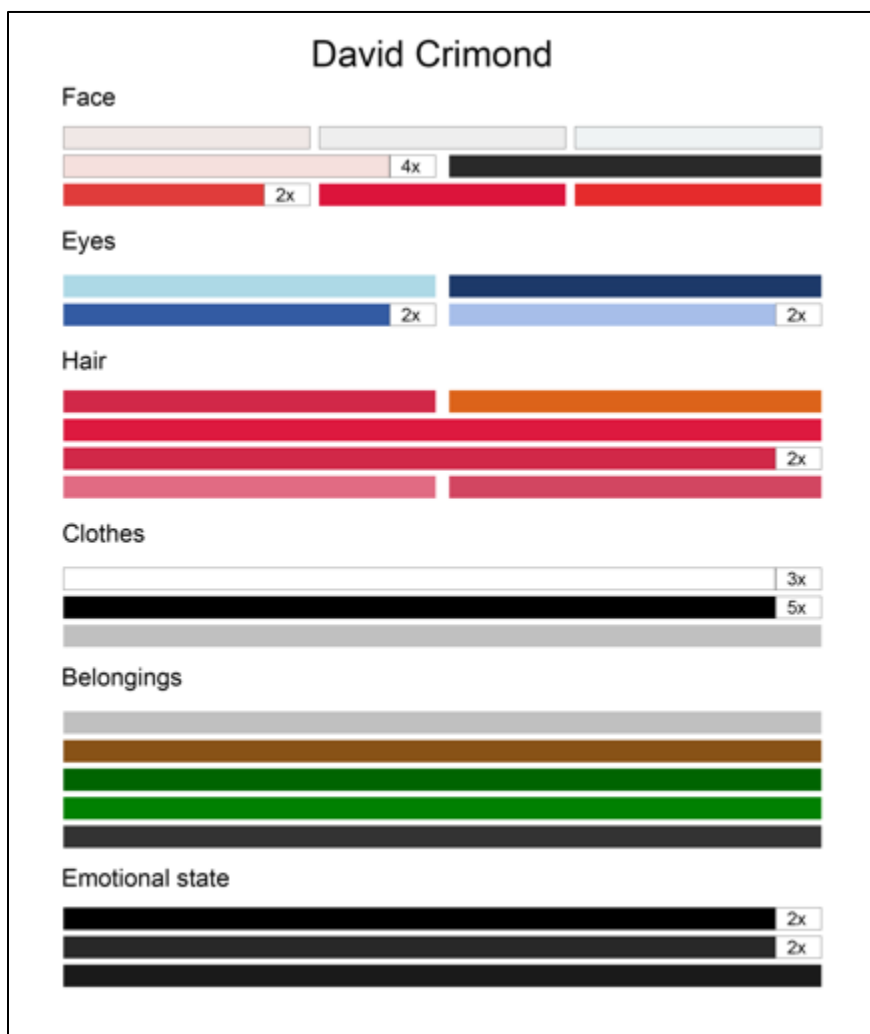 David Crimond
Face
4x
2x
Eyes
2x 2x
Hair
2x
Clothes
3x
5x
Belongings
Emotional state
2x
2x